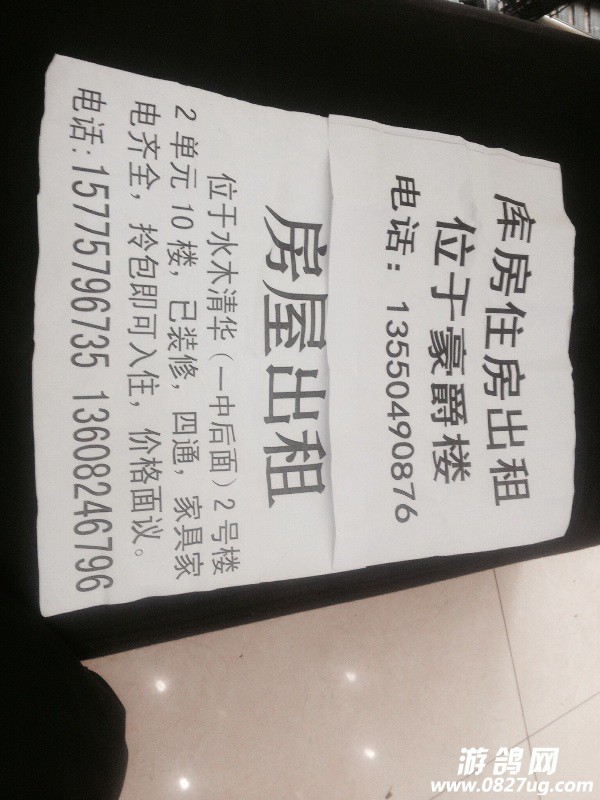 库房住房出租
位于豪爵楼
电话：13550490876
房屋出租
位于水木清华（一中后面）2号楼
2单元10楼，已装修，四通，家具家
电齐全，拎包即可入住，价格面议。
电话:15775796735 13608246796
游鸽网
www.0827ug.com